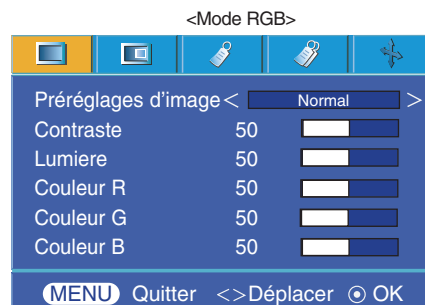 <Mode RGB>
Préréglages d'image < Normal >
Contraste 50
Lumiere 50
Couleur R 50
Couleur G 50
Couleur B 50
MENU Quitter <>Déplacer ⊙ OK